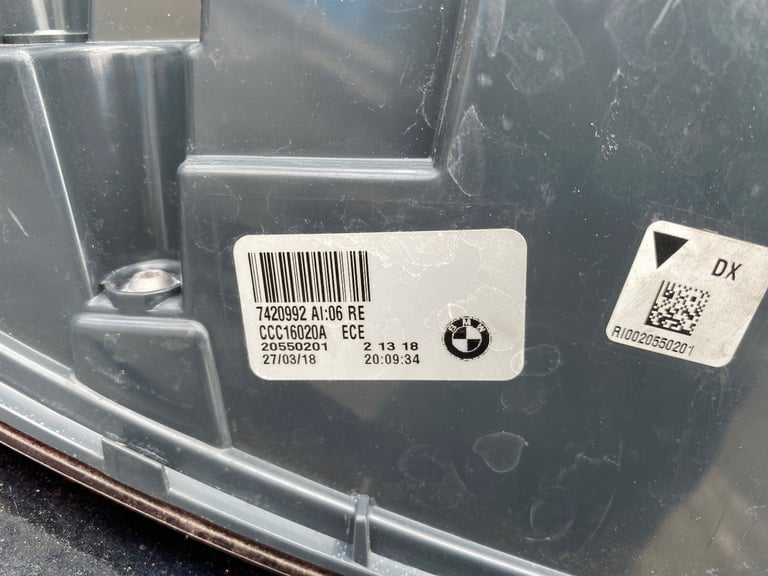 7420992 AI:06 RE
CCC16020A ECE
20550201 2 13 18
27/03/18 20:09:34
BMW
DX
RI0020550201